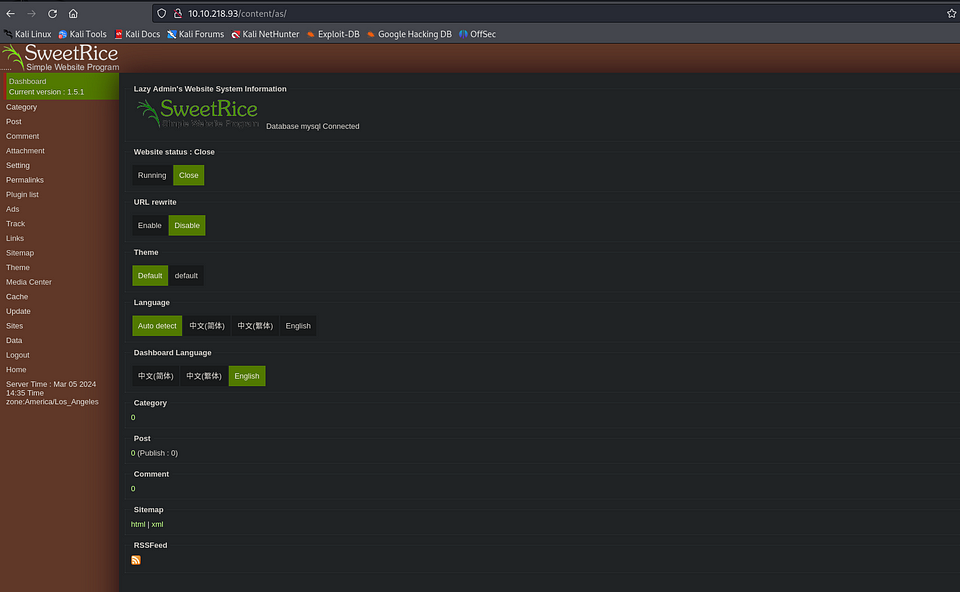 10.10.218.93/content/as/
Kali Linux Kali Tools Kali Docs Kali Forums Kali NetHunter Exploit-DB Google Hacking DB OffSec
SweetRice
Simple Website Program
Dashboard
Current version : 1.5.1
Category
Post
Comment
Attachment
Setting
Permalinks
Plugin list
Ads
Track
Links
Sitemap
Theme
Media Center
Cache
Update
Sites
Data
Logout
Home
Server Time : Mar 05 2024
14:35 Time
zone:America/Los_Angeles
Lazy Admin's Website System Information
SweetRice
Simple Website Program
Database mysql Connected
Website status : Close
Running Close
URL rewrite
Enable Disable
Theme
Default default
Language
Auto detect 中文(简体) 中文(繁体) English
Dashboard Language
中文(简体) 中文(繁体) English
Category
0
Post
0 (Publish : 0)
Comment
0
Sitemap
html | xml
RSSFeed